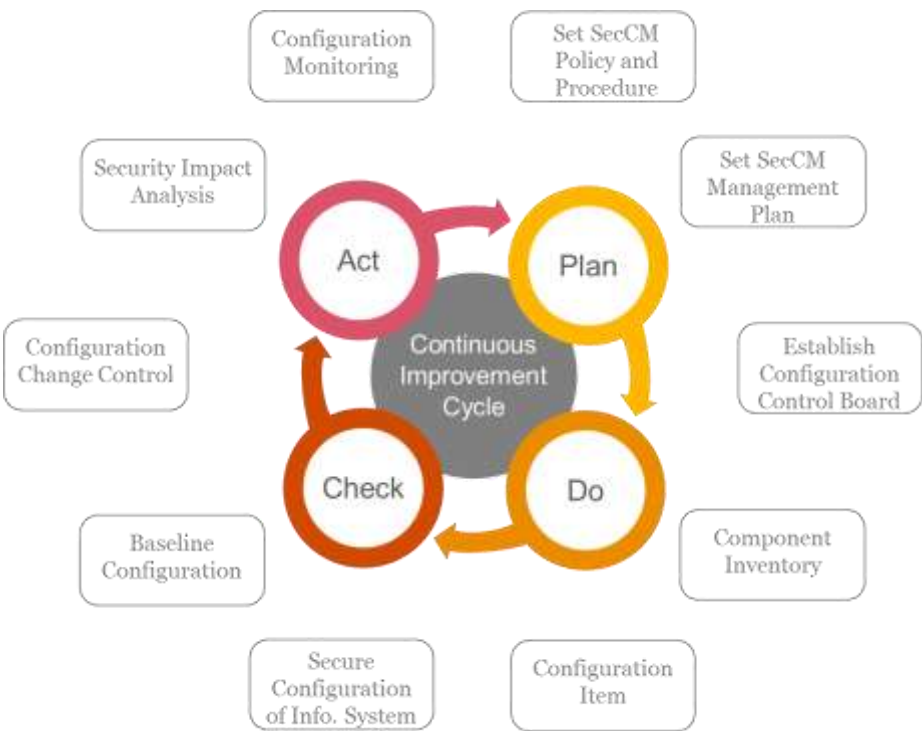 Configuration
Monitoring
Set SecCM
Policy and
Procedure
Security Impact
Analysis
Set SecCM
Management
Plan
Act
Plan
Configuration
Change Control
Continuous
Improvement
Cycle
Establish
Configuration
Control Board
Check
Do
Baseline
Configuration
Component
Inventory
Secure
Configuration
of Info. System
Configuration
Item